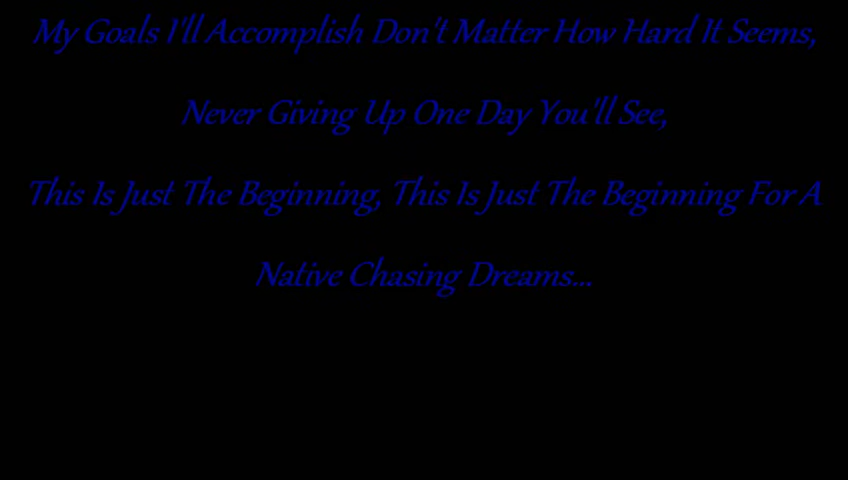 My Goals I'll Accomplish Don't Matter How Hard It Seems,
Never Giving Up One Day You'll See,
This Is Just The Beginning, This Is Just The Beginning For A
Native Chasing Dreams...